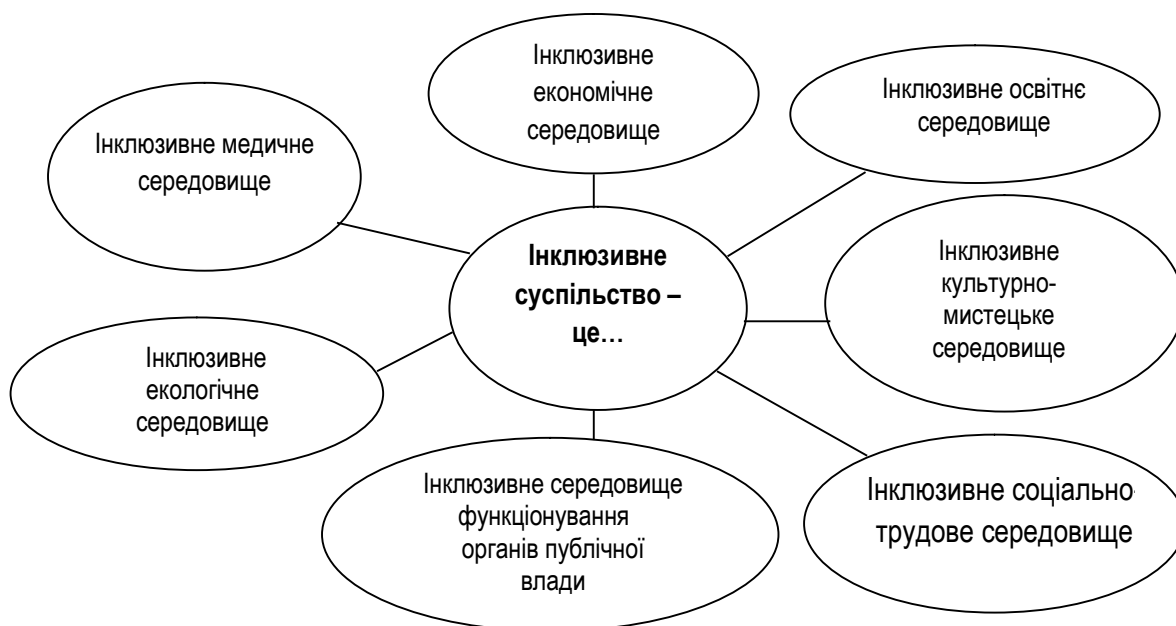 Інклюзивне
економічне
середовище
Інклюзивне освітнє
середовище
Інклюзивне медичне
середовище
Інклюзивне
суспільство –
це…
Інклюзивне
культурно-
мистецьке
середовище
Інклюзивне
екологічне
середовище
Інклюзивне середовище
функціонування
органів публічної
влади
Інклюзивне соціально-
трудове середовище